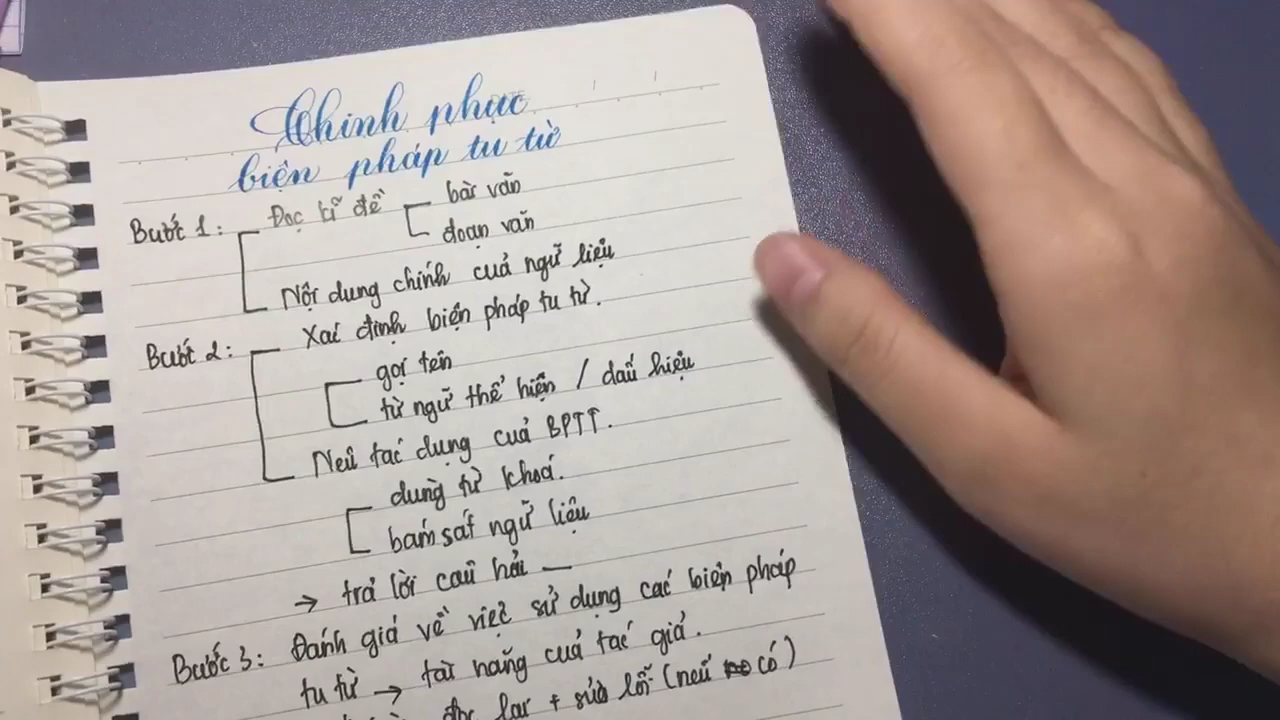 Chinh phục
biện pháp tu từ
Bước 1: Đọc kĩ đề bài văn
đoạn văn
Nội dung chính của ngữ liệu
Bước 2: Xác định biện pháp tu từ.
gọi tên
từ ngữ thể hiện / dấu hiệu
Nêu tác dụng của BPTT.
dùng từ khoá.
bám sát ngữ liệu
→ trả lời câu hỏi
Bước 3: Đánh giá về việc sử dụng các biện pháp
tu từ → tài năng của tác giả.
đọc lại + sửa lỗi (nếu có)